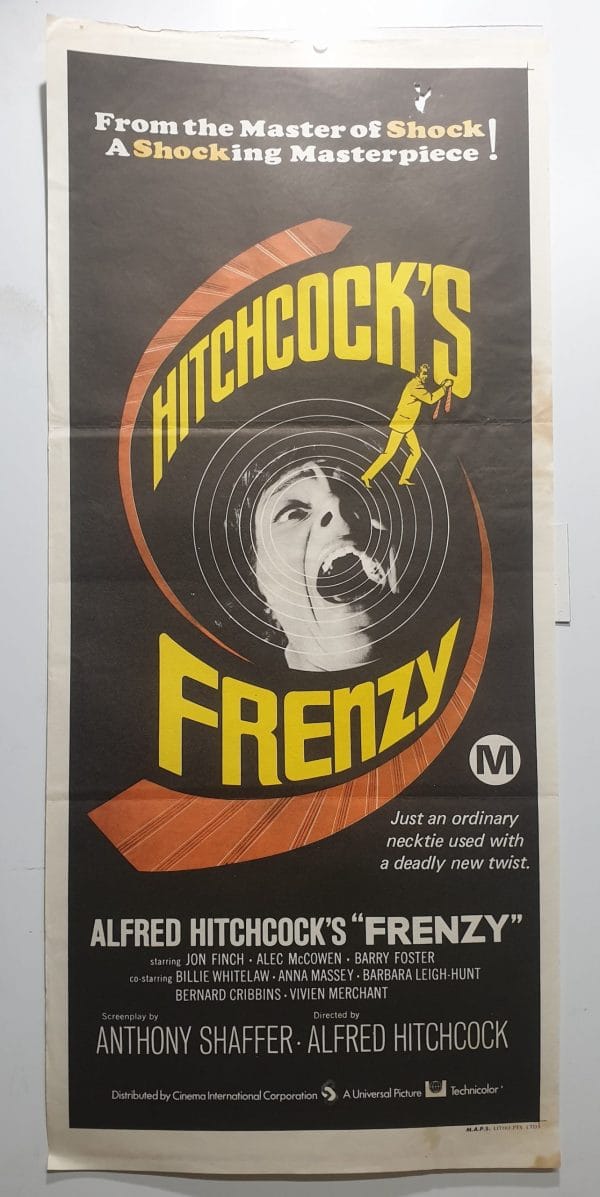 From the Master of Shock
A Shocking Masterpiece!
HITCHCOCK'S
FRENZY
M
Just an ordinary
necktie used with
a deadly new twist.
ALFRED HITCHCOCK'S "FRENZY"
starring JON FINCH · ALEC McCOWEN · BARRY FOSTER
co-starring BILLIE WHITELAW · ANNA MASSEY · BARBARA LEIGH-HUNT
BERNARD CRIBBINS · VIVIEN MERCHANT
Screenplay by Directed by
ANTHONY SHAFFER · ALFRED HITCHCOCK
Distributed by Cinema International Corporation A Universal Picture Technicolor
M.A.P.S. LITHO. PTY. LTD.